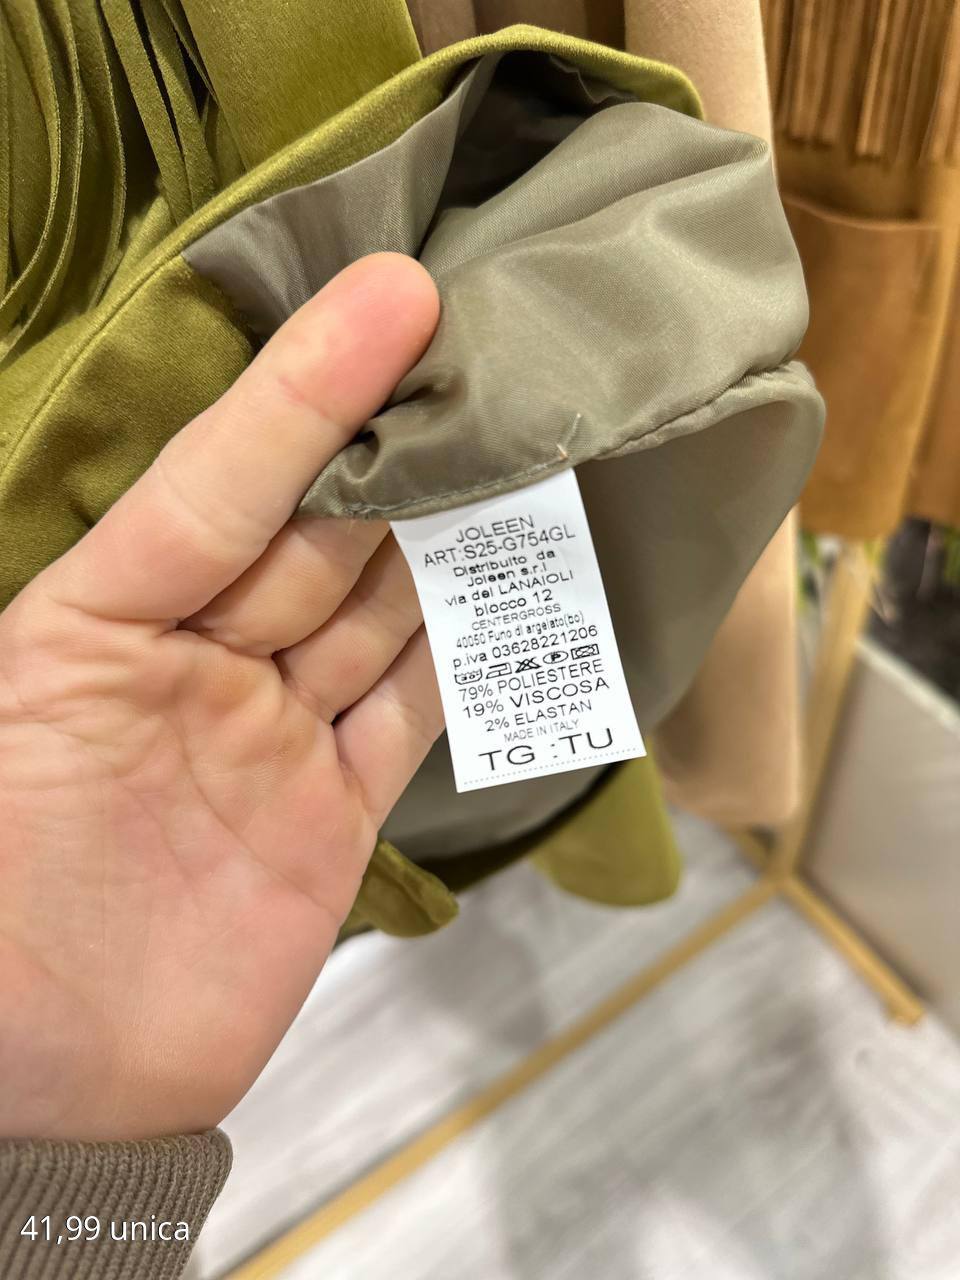 JOLEEN
ART:S25-G754GL
Distribuito da
Joleen s.r.l
via dei LANAIOLI
blocco 12
CENTERGROSS
40050 Funo di argelato(bo)
p.iva 03628221206
79% POLIESTERE
19% VISCOSA
2% ELASTAN
MADE IN ITALY
TG :TU
41,99 unica